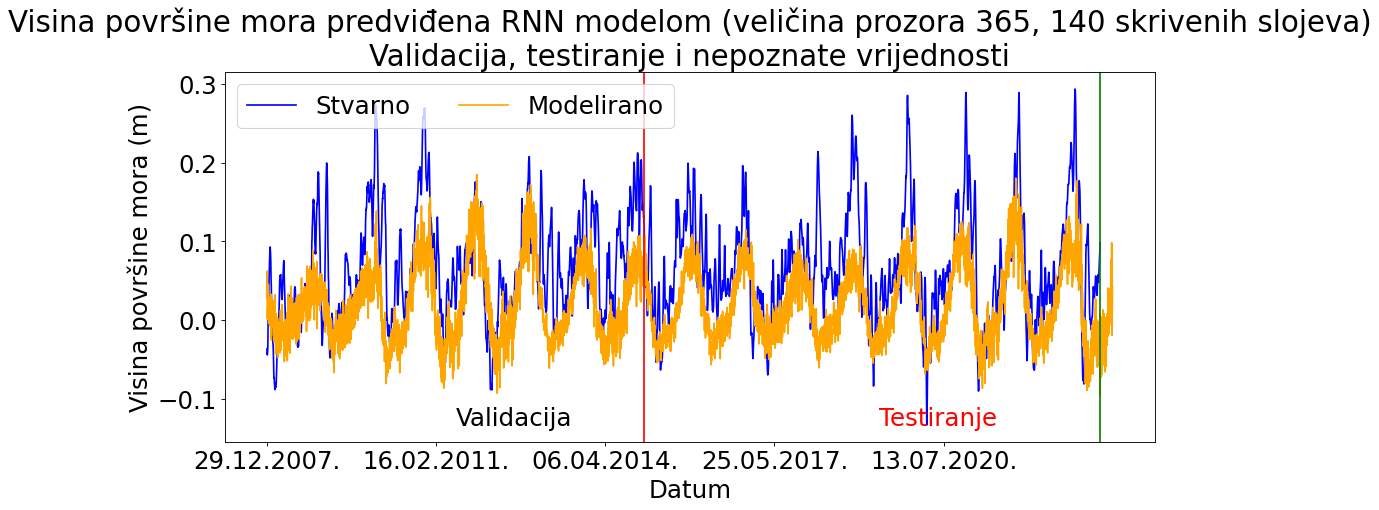 Visina površine mora predviđena RNN modelom (veličina prozora 365, 140 skrivenih slojeva)
Validacija, testiranje i nepoznate vrijednosti
Stvarno Modelirano
Visina površine mora (m)
0.3
0.2
0.1
0.0
−0.1
Validacija
Testiranje
29.12.2007. 16.02.2011. 06.04.2014. 25.05.2017. 13.07.2020.
Datum